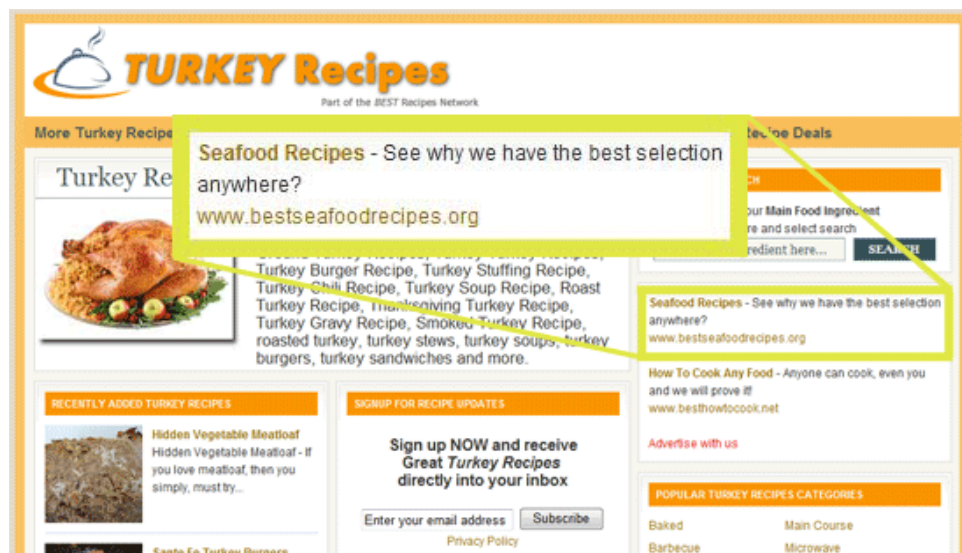 TURKEY Recipes
Part of the BEST Recipes Network
More Turkey Recipe
Recipe Deals
Seafood Recipes - See why we have the best selection
anywhere?
www.bestseafoodrecipes.org
Turkey Re
Turkey Burger Recipe, Turkey Stuffing Recipe,
Turkey Chili Recipe, Turkey Soup Recipe, Roast
Turkey Recipe, Thanksgiving Turkey Recipe,
Turkey Gravy Recipe, Smoked Turkey Recipe,
roasted turkey, turkey stews, turkey soups, turkey
burgers, turkey sandwiches and more.
CH
our Main Food Ingredient
re and select search
redient here...
SEARCH
Seafood Recipes - See why we have the best selection
anywhere?
www.bestseafoodrecipes.org
How To Cook Any Food - Anyone can cook, even you
and we will prove it!
www.besthowtocook.net
Advertise with us
RECENTLY ADDED TURKEY RECIPES
Hidden Vegetable Meatloaf
Hidden Vegetable Meatloaf - If
you love meatloaf, then you
simply, must try...
Santa Fe Turkey Burgers
SIGNUP FOR RECIPE UPDATES
Sign up NOW and receive
Great Turkey Recipes
directly into your inbox
Enter your email address
Subscribe
Privacy Policy
POPULAR TURKEY RECIPES CATEGORIES
Baked
Main Course
Barbecue
Microwave